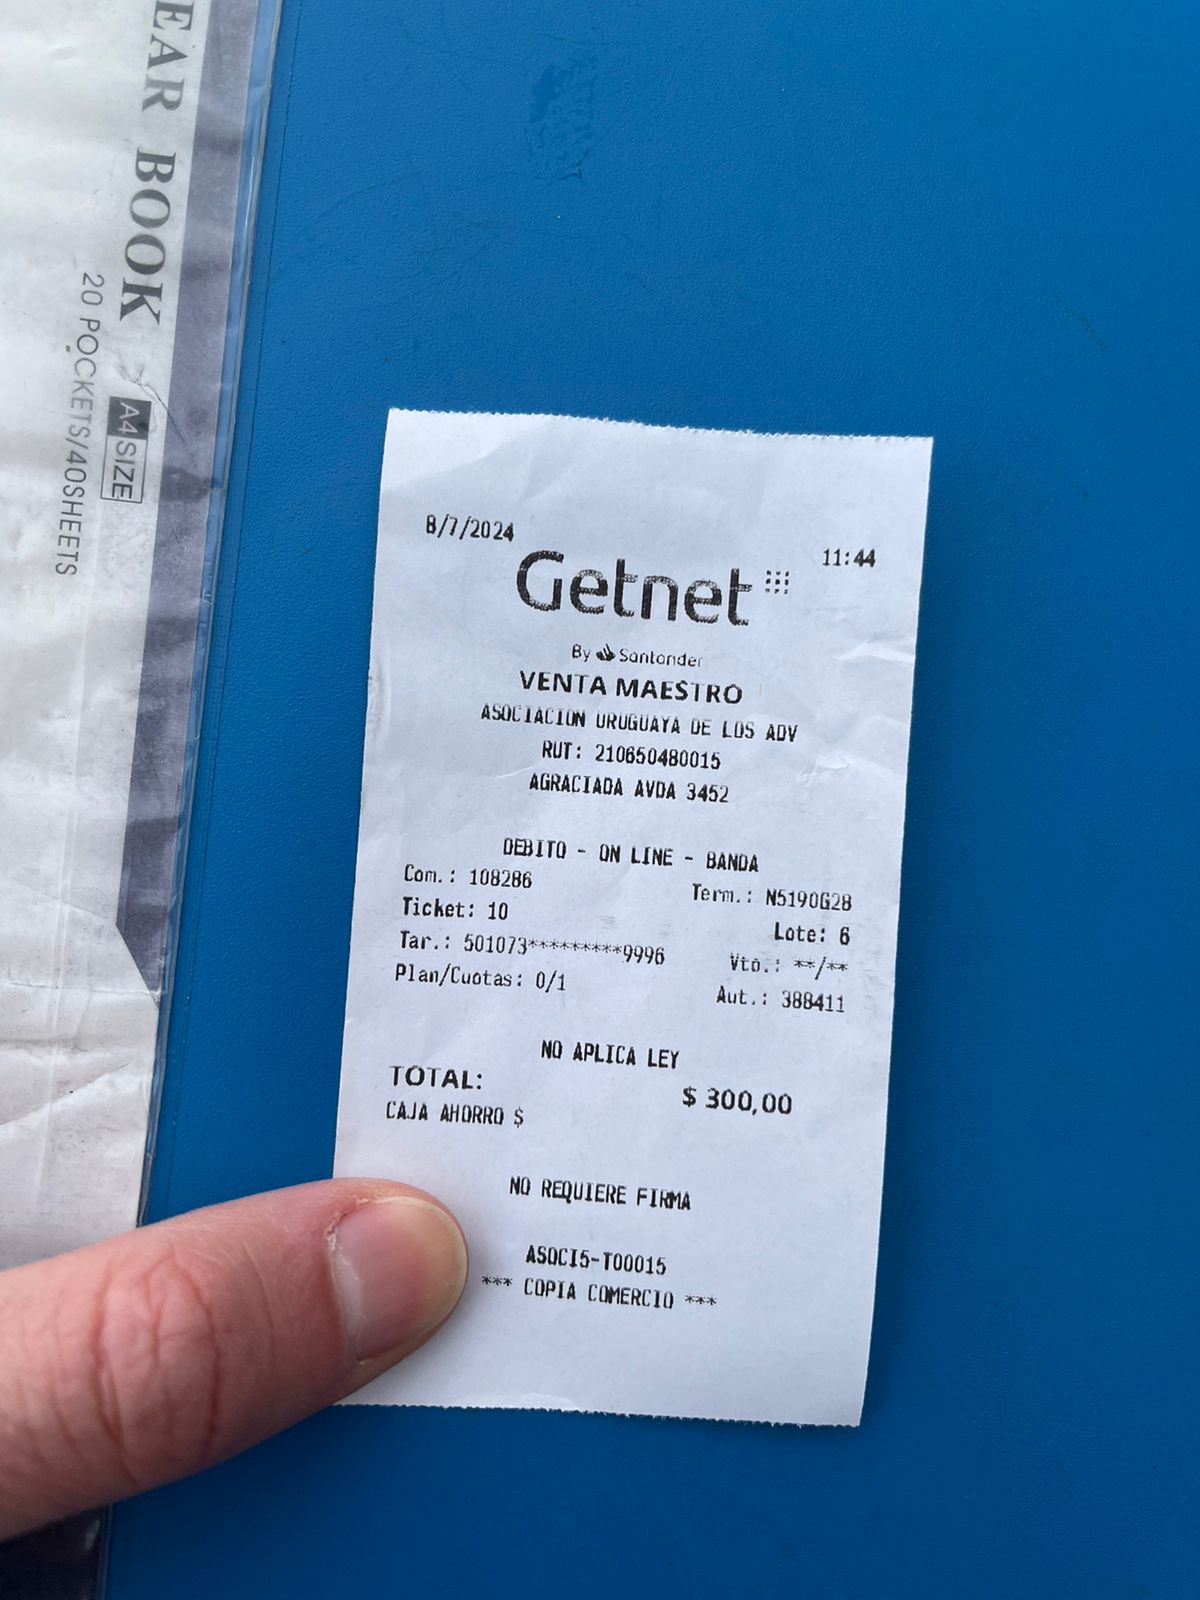 EAR BOOK
A4 SIZE
20 POCKETS/40SHEETS
8/7/2024
11:44
Getnet
By Santander
VENTA MAESTRO
ASOCIACION URUGUAYA DE LOS ADV
RUT: 210650480015
AGRACIADA AVDA 3452
DEBITO - ON LINE - BANDA
Com.: 108286 Term.: N5190G28
Ticket: 10 Lote: 6
Tar.: 501073*********9996 Vto.: **/**
Plan/Cuotas: 0/1 Aut.: 388411
NO APLICA LEY
TOTAL: $ 300,00
CAJA AHORRO $
NO REQUIERE FIRMA
ASOCI5-T00015
*** COPIA COMERCIO ***